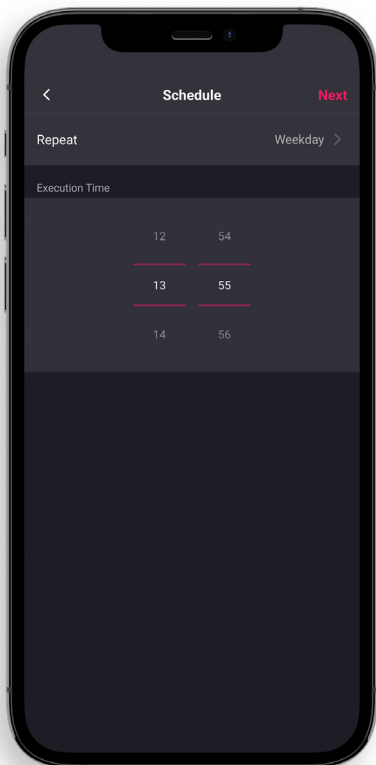 Schedule Next
Repeat Weekday
Execution Time
12 54
13 : 55
14 56